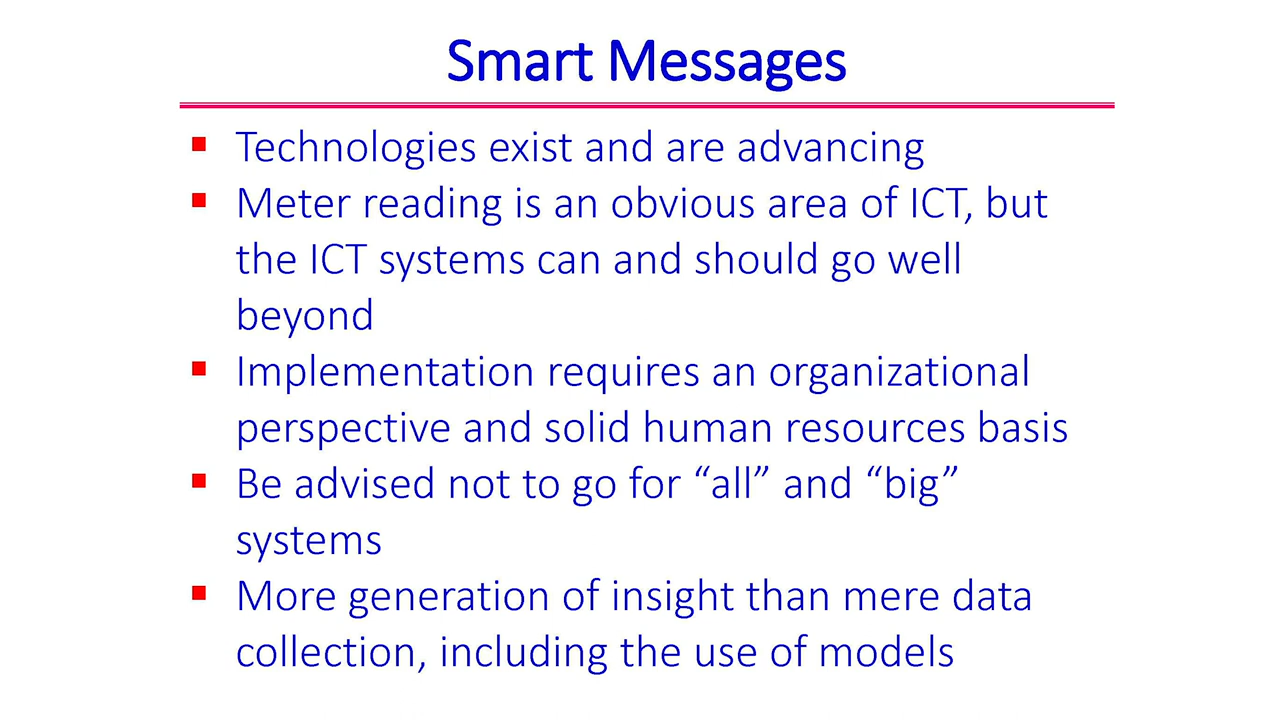 Smart Messages
▪ Technologies exist and are advancing
▪ Meter reading is an obvious area of ICT, but
the ICT systems can and should go well
beyond
▪ Implementation requires an organizational
perspective and solid human resources basis
▪ Be advised not to go for “all” and “big”
systems
▪ More generation of insight than mere data
collection, including the use of models